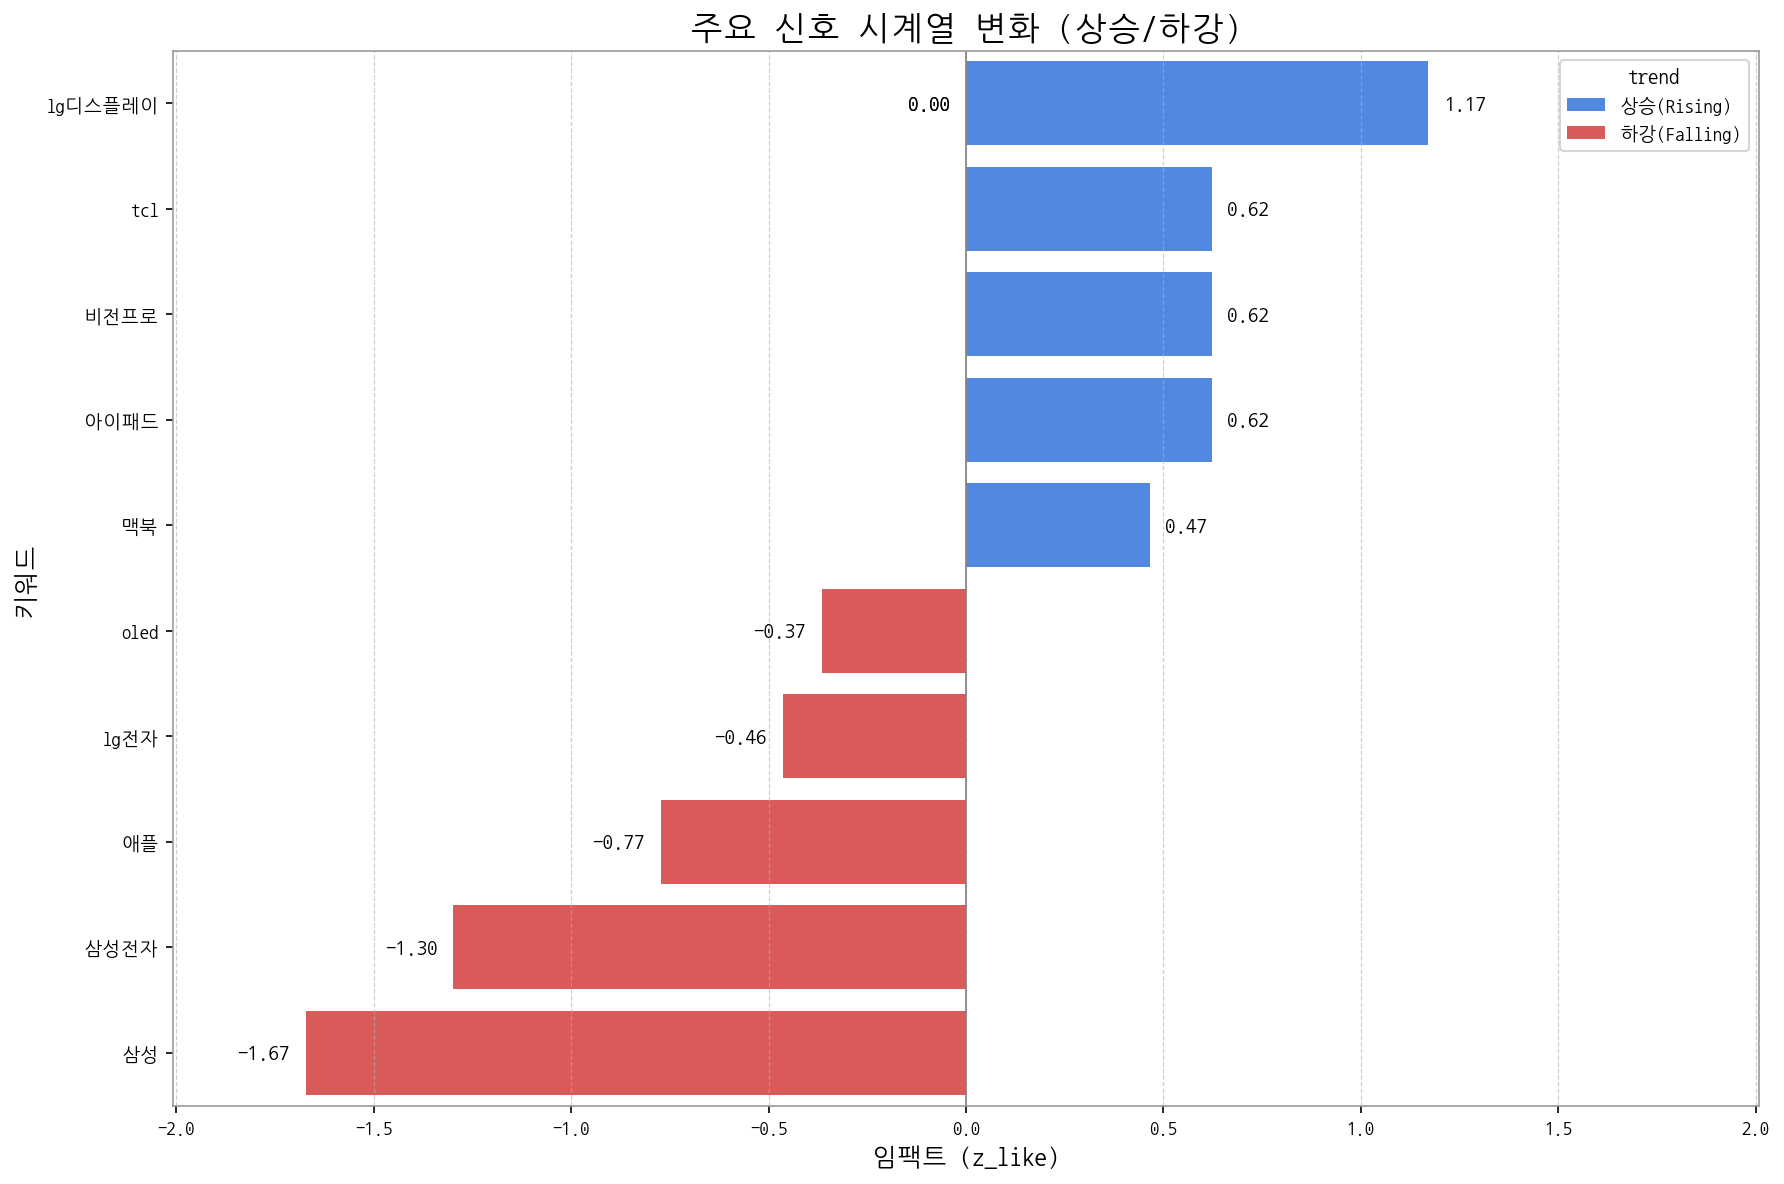 주요 신호 시계열 변화 (상승/하강)
trend
상승(Rising)
하강(Falling)
키워드
lg디스플레이 0.00 1.17
tcl 0.62
비전프로 0.62
아이패드 0.62
맥북 0.47
oled −0.37
lg전자 −0.46
애플 −0.77
삼성전자 −1.30
삼성 −1.67
−2.0 −1.5 −1.0 −0.5 0.0 0.5 1.0 1.5 2.0
임팩트 (z_like)